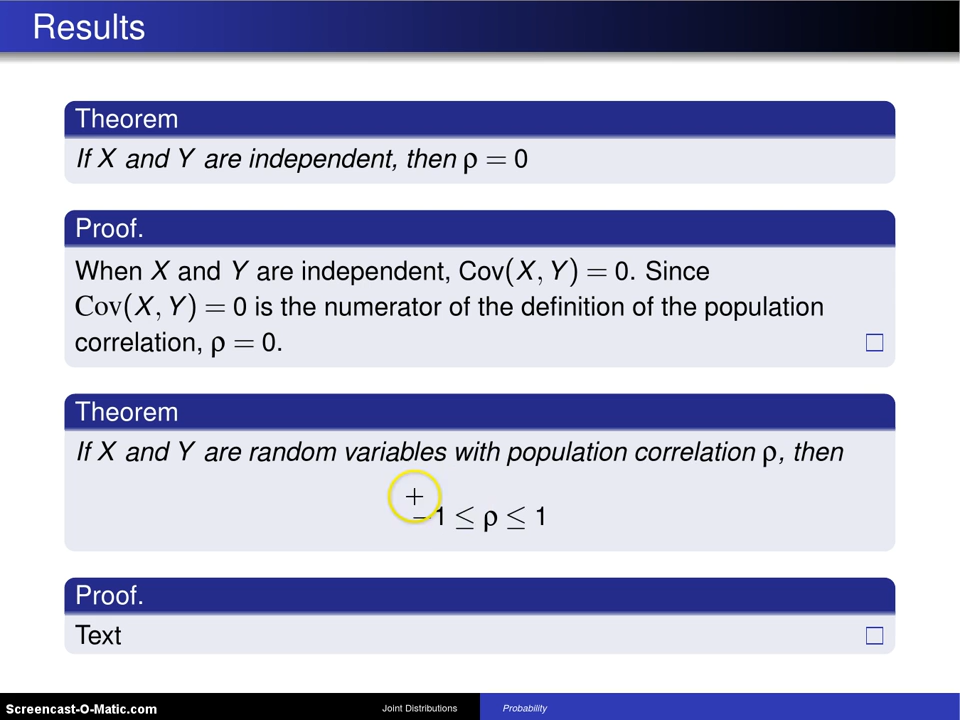 Results
Theorem
If X and Y are independent, then ρ = 0
Proof.
When X and Y are independent, Cov(X, Y) = 0. Since
Cov(X, Y) = 0 is the numerator of the definition of the population
correlation, ρ = 0.
Theorem
If X and Y are random variables with population correlation ρ, then
−1 ≤ ρ ≤ 1
Proof.
Text
Screencast-O-Matic.com
Joint Distributions
Probability